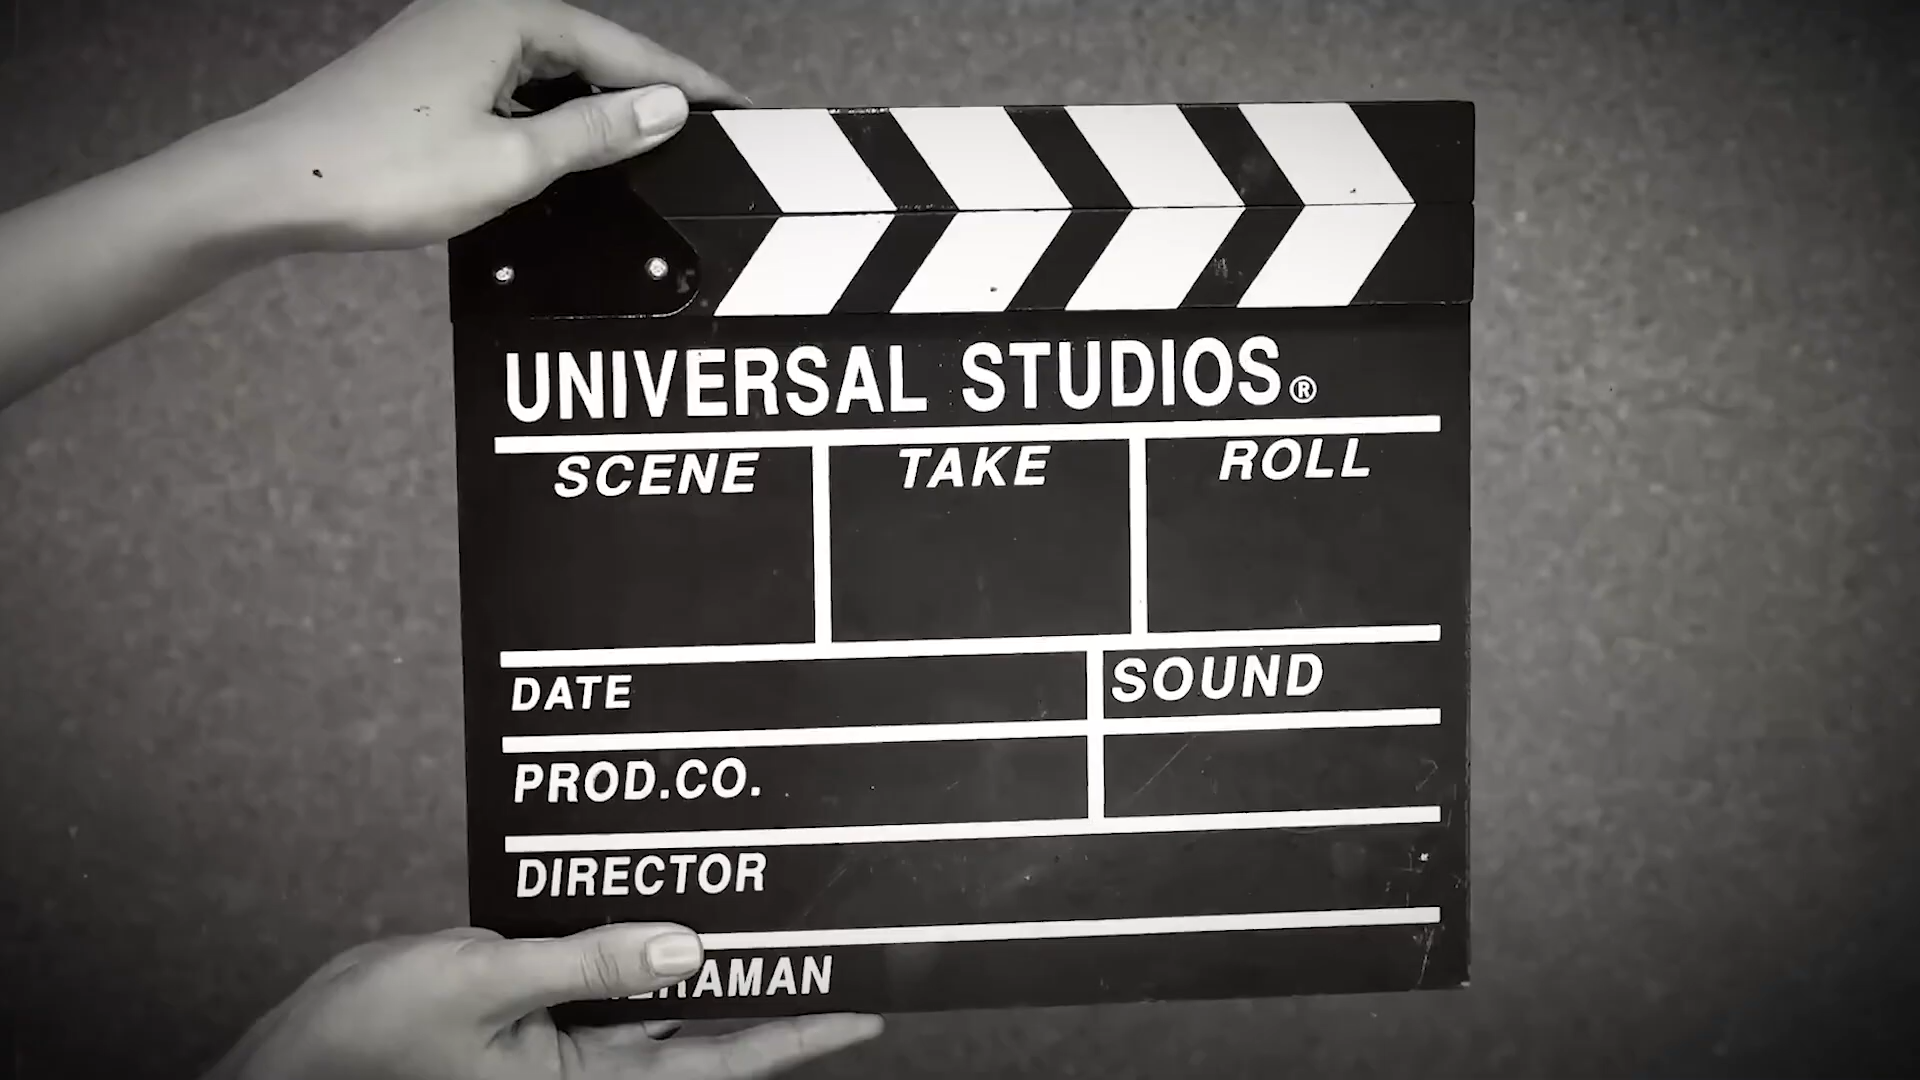 UNIVERSAL STUDIOS®
SCENE TAKE ROLL
DATE SOUND
PROD.CO.
DIRECTOR